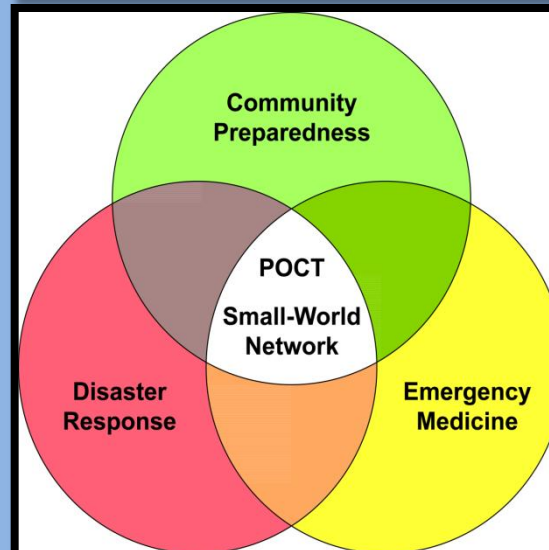 Community
Preparedness
POCT
Small-World
Network
Disaster
Response
Emergency
Medicine